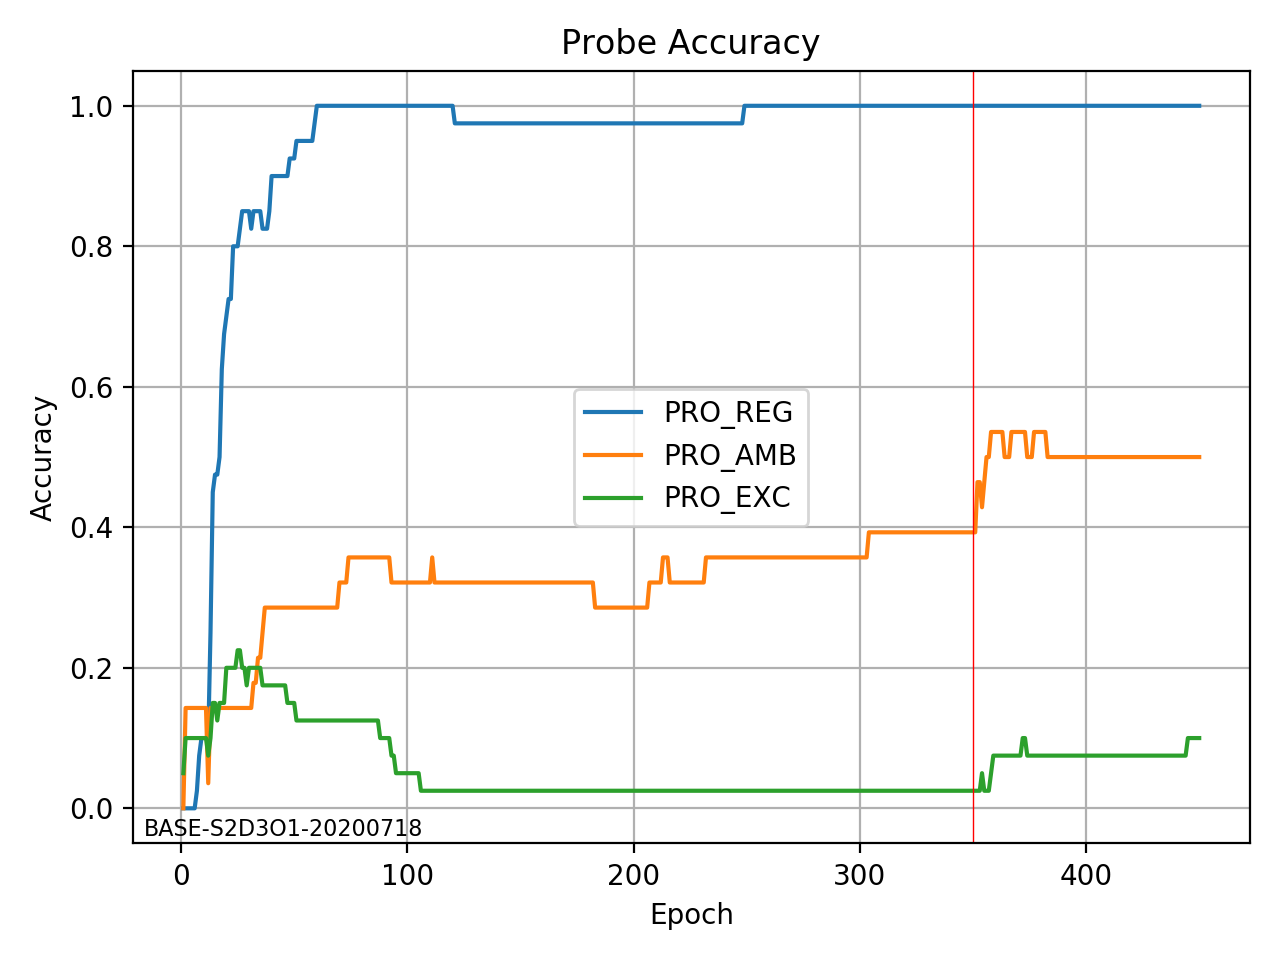 Probe Accuracy
1.0
0.8
0.6
0.4
0.2
0.0
Accuracy
PRO_REG
PRO_AMB
PRO_EXC
BASE-S2D3O1-20200718
0 100 200 300 400
Epoch